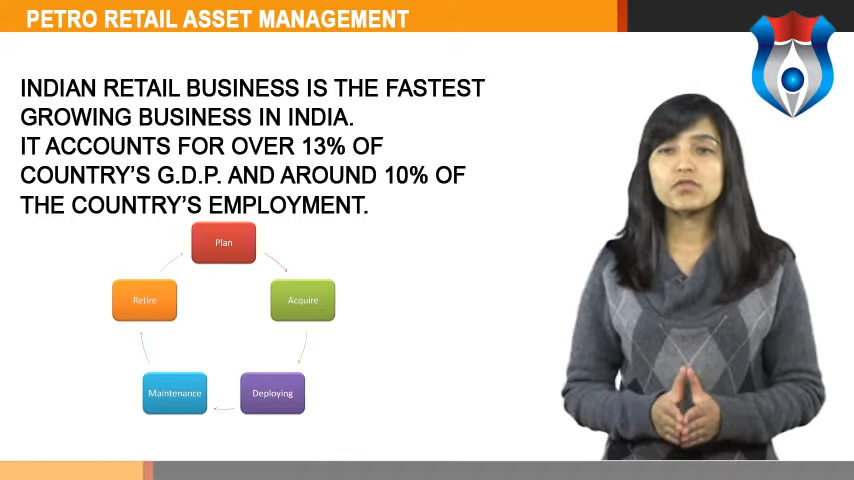 PETRO RETAIL ASSET MANAGEMENT
INDIAN RETAIL BUSINESS IS THE FASTEST
GROWING BUSINESS IN INDIA.
IT ACCOUNTS FOR OVER 13% OF
COUNTRY'S G.D.P. AND AROUND 10% OF
THE COUNTRY'S EMPLOYMENT.
Plan
Retire
Acquire
Maintenance
Deploying